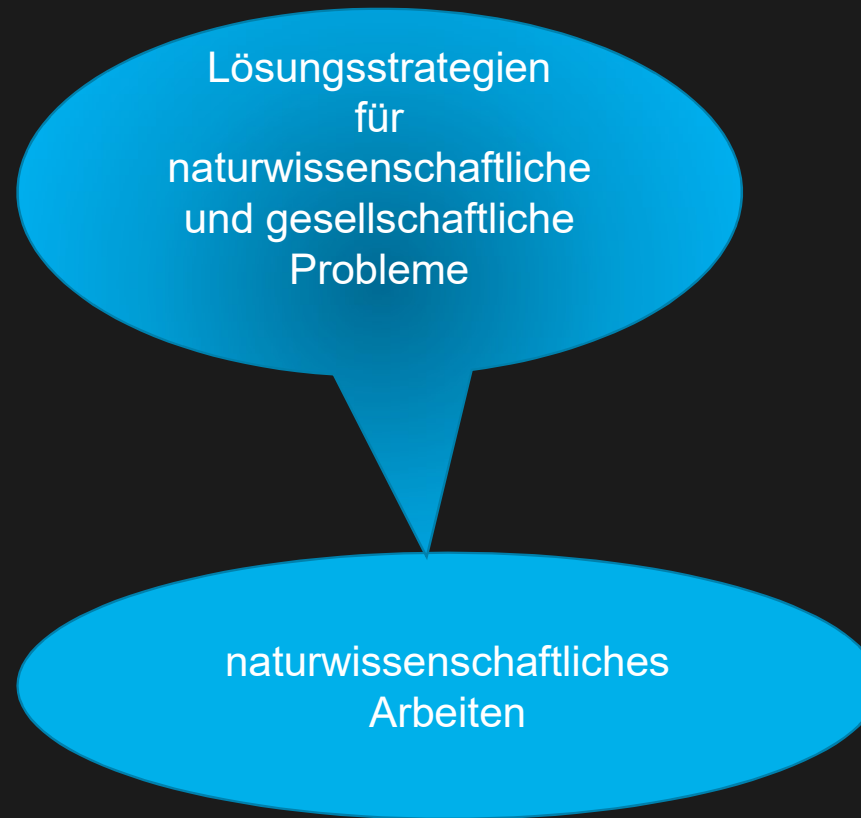 Lösungsstrategien
für
naturwissenschaftliche
und gesellschaftliche
Probleme
naturwissenschaftliches
Arbeiten